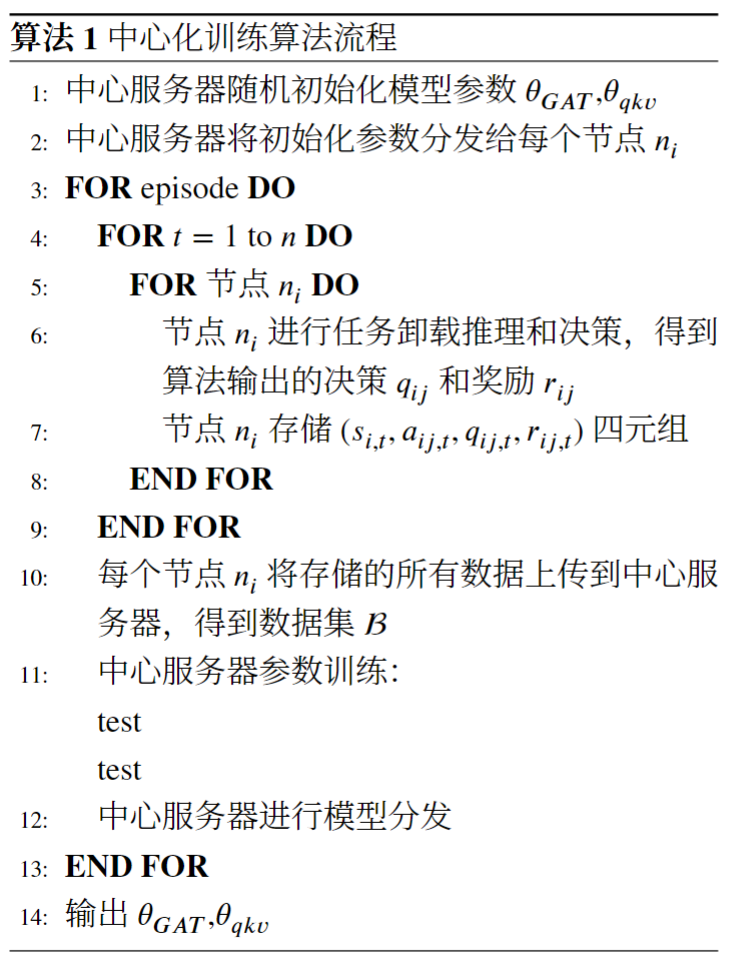 算法 1 中心化训练算法流程
1: 中心服务器随机初始化模型参数 θ_{GAT},θ_{qkv}
2: 中心服务器将初始化参数分发给每个节点 n_i
3: FOR episode DO
4: FOR t = 1 to n DO
5: FOR 节点 n_i DO
6: 节点 n_i 进行任务卸载推理和决策，得到
算法输出的决策 q_{ij} 和奖励 r_{ij}
7: 节点 n_i 存储 (s_{i,t}, a_{ij,t}, q_{ij,t}, r_{ij,t}) 四元组
8: END FOR
9: END FOR
10: 每个节点 n_i 将存储的所有数据上传到中心服
务器，得到数据集 ℬ
11: 中心服务器参数训练：
test
test
12: 中心服务器进行模型分发
13: END FOR
14: 输出 θ_{GAT},θ_{qkv}